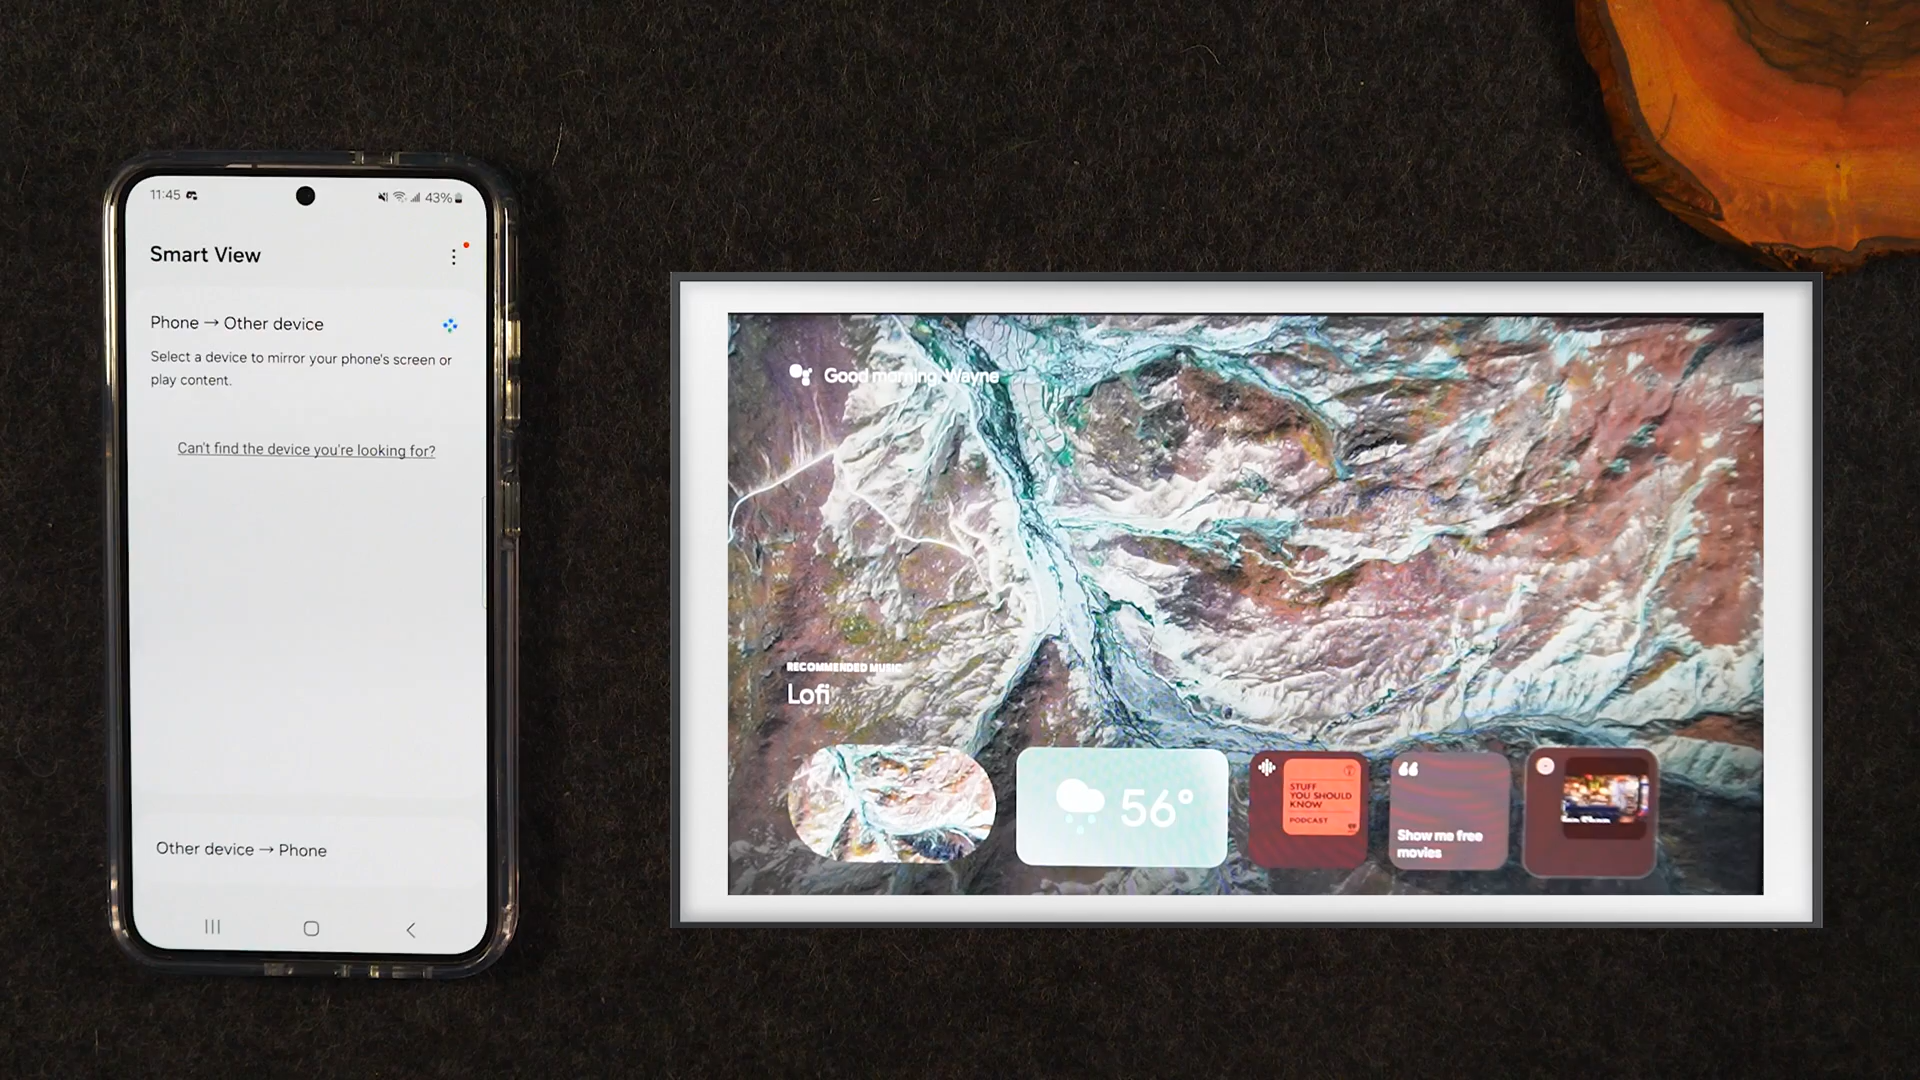 11:45
43%
Smart View
Phone → Other device
Select a device to mirror your phone's screen or
play content.
Can't find the device you're looking for?
Other device → Phone
Good morning, Wayne
RECOMMENDED MUSIC
Lofi
56°
STUFF
YOU SHOULD
KNOW
PODCAST
Show me free
movies